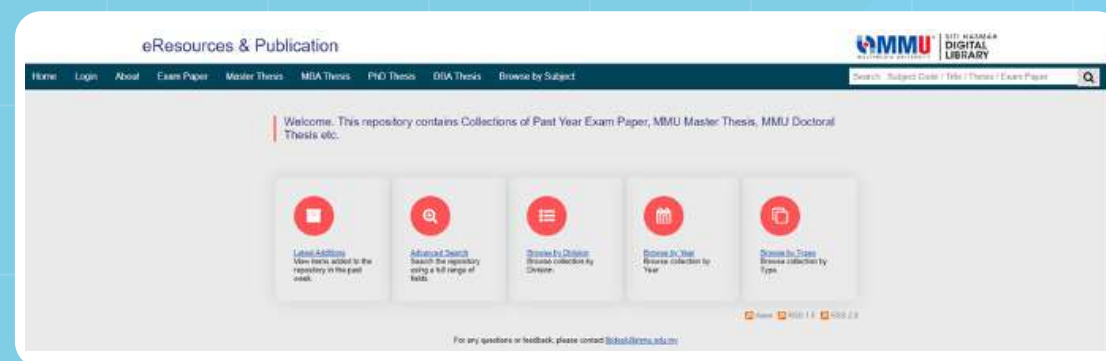 eResources & Publication
MMU
SITI HASMAH
DIGITAL
LIBRARY
Home Login About Exam Paper Master Thesis MBA Thesis PhD Thesis DBA Thesis Browse by Subject
Search Subject Code / Title / Thesis / Exam Paper
Welcome. This repository contains Collections of Past Year Exam Paper, MMU Master Thesis, MMU Doctoral
Thesis etc.
Latest Additions
View items added to the
repository in the past
week.
Advanced Search
Search the repository
using a full range of
fields.
Browse by Division
Browse collection by
Division.
Browse by Year
Browse collection by
Year
Browse by Types
Browse collection by
Type.
RSS 1.0 RSS 2.0
For any questions or feedback, please contact